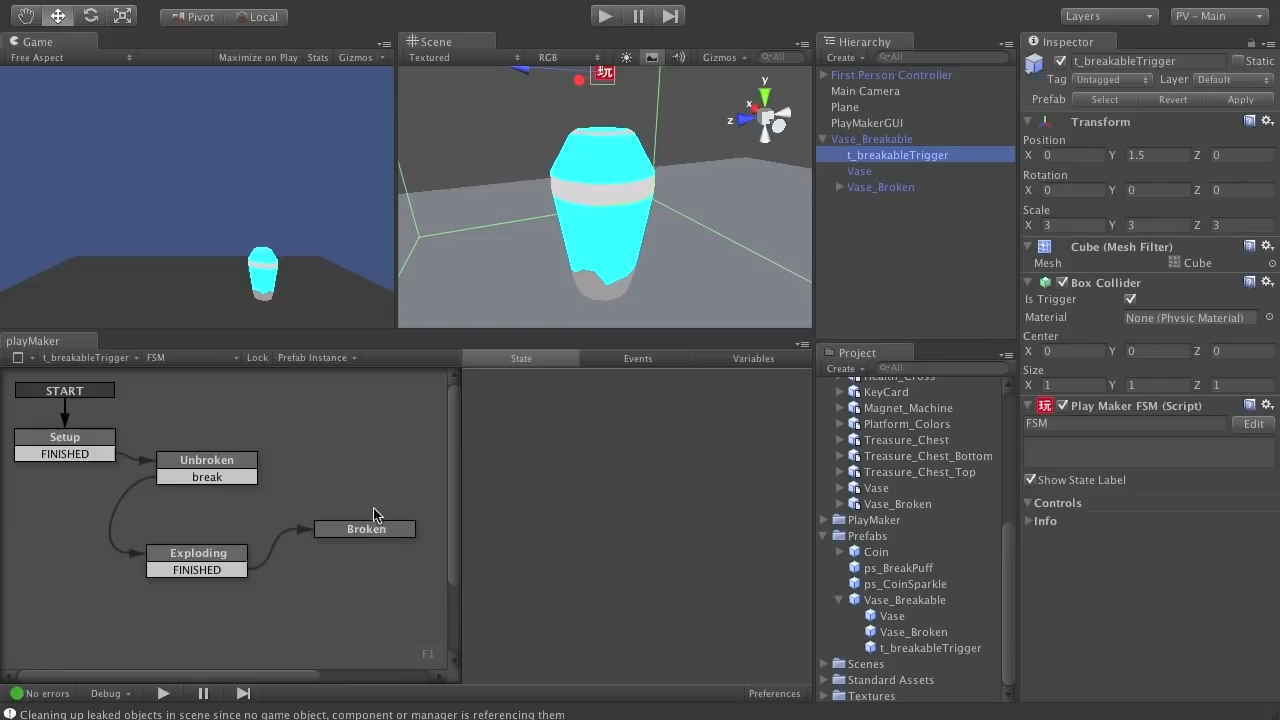 Pivot
Local
Layers
PV - Main
Game
Free Aspect
Maximize on Play
Stats
Gizmos
Scene
Textured
RGB
Gizmos
All
玩
y
x
z
Hierarchy
Create
All
First Person Controller
Main Camera
Plane
PlayMakerGUI
Vase_Breakable
t_breakableTrigger
Vase
Vase_Broken
Inspector
t_breakableTrigger
Static
Tag
Untagged
Layer
Default
Prefab
Select
Revert
Apply
Transform
Position
X 0 Y 1.5 Z 0
Rotation
X 0 Y 0 Z 0
Scale
X 3 Y 3 Z 3
Cube (Mesh Filter)
Mesh
Cube
Box Collider
Is Trigger
Material
None (Physic Material)
Center
X 0 Y 0 Z 0
Size
X 1 Y 1 Z 1
玩
Play Maker FSM (Script)
FSM
Edit
Show State Label
Controls
Info
playMaker
t_breakableTrigger
FSM
Lock
Prefab Instance
State
Events
Variables
START
Setup
FINISHED
Unbroken
break
Broken
Exploding
FINISHED
F1
Project
Create
All
Health_Cross
KeyCard
Magnet_Machine
Platform_Colors
Treasure_Chest
Treasure_Chest_Bottom
Treasure_Chest_Top
Vase
Vase_Broken
PlayMaker
Prefabs
Coin
ps_BreakPuff
ps_CoinSparkle
Vase_Breakable
Vase
Vase_Broken
t_breakableTrigger
Scenes
Standard Assets
Textures
No errors
Debug
Preferences
Cleaning up leaked objects in scene since no game object, component or manager is referencing them